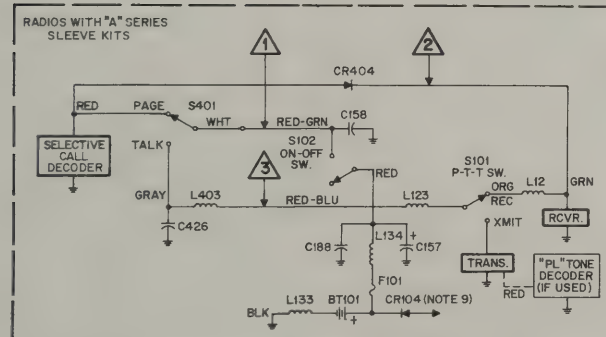 RADIOS WITH "A" SERIES
SLEEVE KITS
1
2
CR404
RED
PAGE
S401
WHT
RED-GRN
C158
S102
ON-OFF
SW.
SELECTIVE
CALL
DECODER
TALK
RED
3
S101
P-T-T SW.
ORG
L12
GRN
GRAY
L403
RED-BLU
L123
REC
RCVR.
C426
XMIT
C188
L134
+
C157
TRANS.
"PL" TONE
DECODER
(IF USED)
RED
F101
L133
BT101
CR104 (NOTE 9)
BLK
+